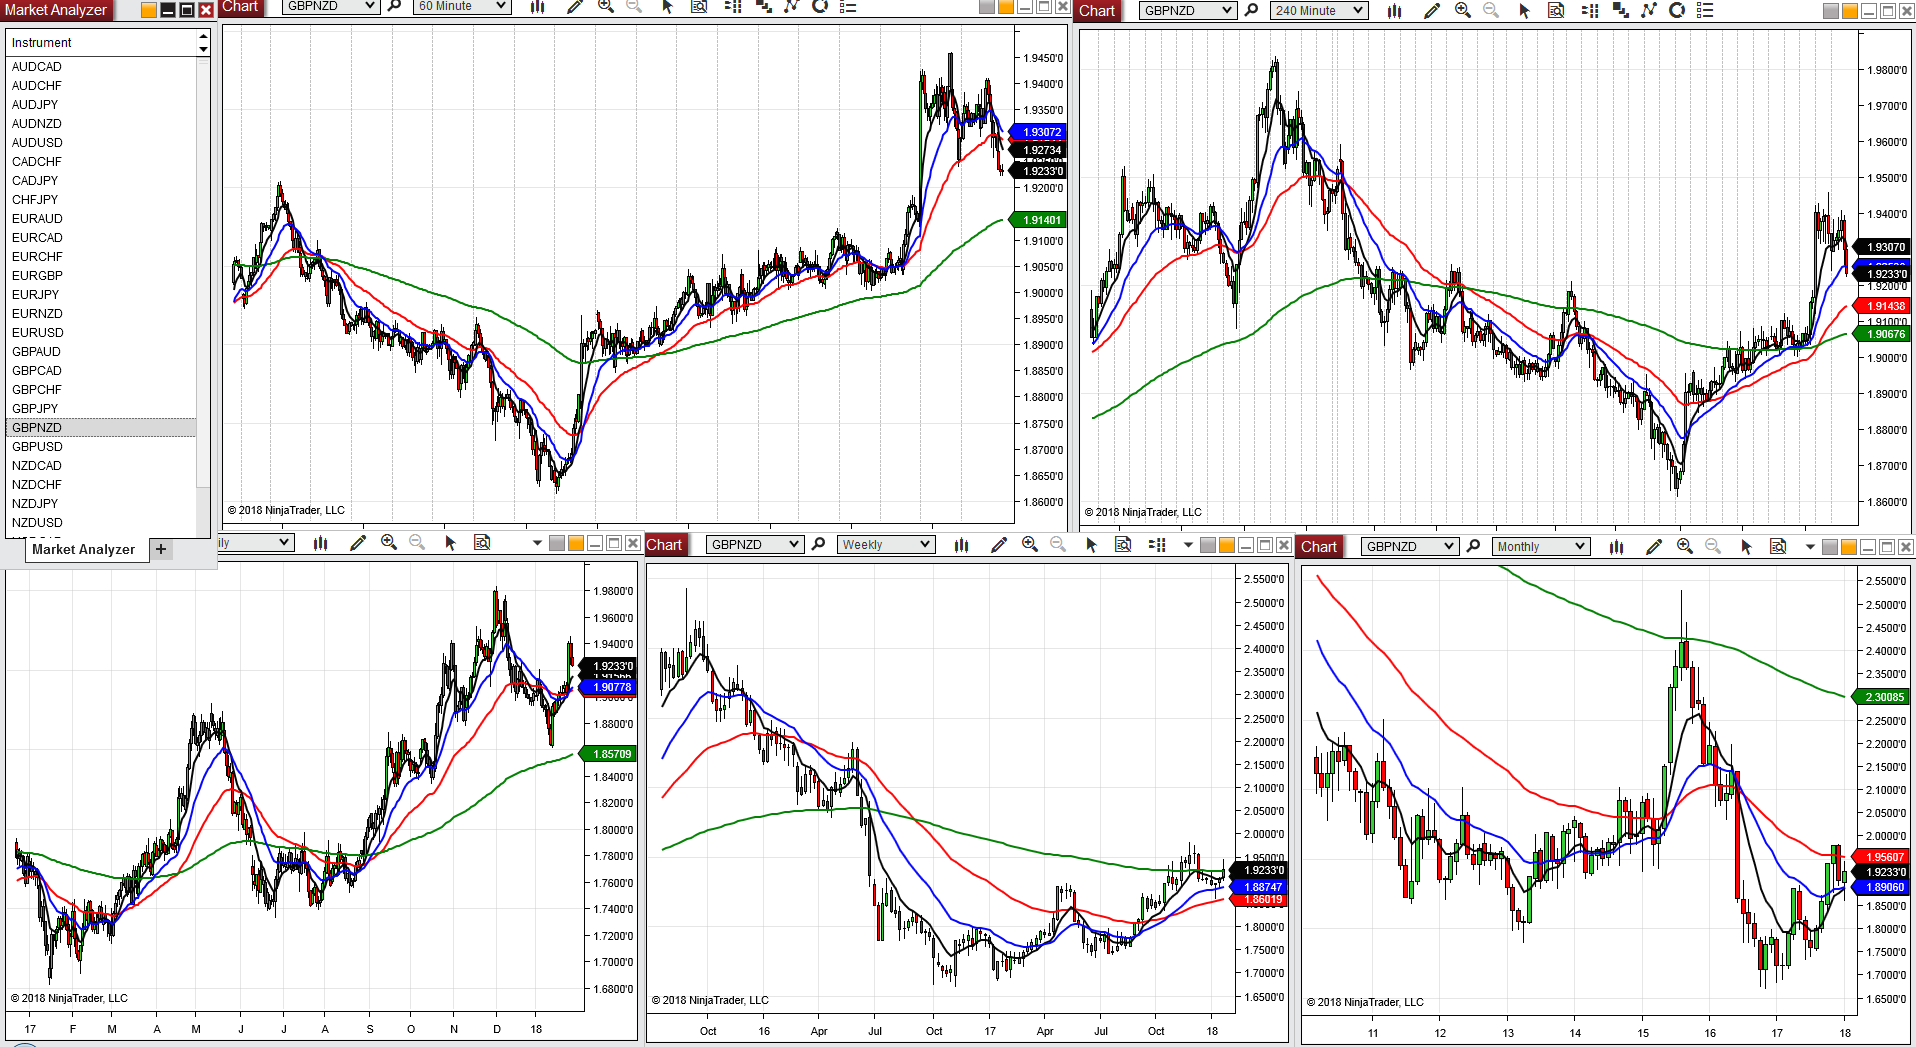 Market Analyzer
Instrument
AUDCAD
AUDCHF
AUDJPY
AUDNZD
AUDUSD
CADCHF
CADJPY
CHFJPY
EURAUD
EURCAD
EURCHF
EURGBP
EURJPY
EURNZD
EURUSD
GBPAUD
GBPCAD
GBPCHF
GBPJPY
GBPNZD
GBPUSD
NZDCAD
NZDCHF
NZDJPY
NZDUSD
Market Analyzer +
Chart GBPNZD 60 Minute
1.9450'0
1.9400'0
1.9350'0
1.93072
1.92734
1.9233'0
1.9200'0
1.91401
1.9100'0
1.9050'0
1.9000'0
1.8950'0
1.8900'0
1.8850'0
1.8800'0
1.8750'0
1.8700'0
1.8650'0
1.8600'0
© 2018 NinjaTrader, LLC
Chart GBPNZD 240 Minute
1.9800'0
1.9700'0
1.9600'0
1.9500'0
1.9400'0
1.93070
1.9233'0
1.9200'0
1.91438
1.9100'0
1.90676
1.9000'0
1.8900'0
1.8800'0
1.8700'0
1.8600'0
© 2018 NinjaTrader, LLC
ily
1.9800'0
1.9600'0
1.9400'0
1.9233'0
1.90778
1.8800'0
1.85709
1.8400'0
1.8200'0
1.8000'0
1.7800'0
1.7600'0
1.7400'0
1.7200'0
1.7000'0
1.6800'0
© 2018 NinjaTrader, LLC
17 F M A M J J A S O N D 18
Chart GBPNZD Weekly
2.5500'0
2.5000'0
2.4500'0
2.4000'0
2.3500'0
2.3000'0
2.2500'0
2.2000'0
2.1500'0
2.1000'0
2.0500'0
2.0000'0
1.9500'0
1.9233'0
1.88747
1.86019
1.8000'0
1.7500'0
1.7000'0
1.6500'0
© 2018 NinjaTrader, LLC
Oct 16 Apr Jul Oct 17 Apr Jul Oct 18
Chart GBPNZD Monthly
2.5500'0
2.5000'0
2.4500'0
2.4000'0
2.3500'0
2.30085
2.2500'0
2.2000'0
2.1500'0
2.1000'0
2.0500'0
2.0000'0
1.95607
1.9233'0
1.89060
1.8500'0
1.8000'0
1.7500'0
1.7000'0
1.6500'0
© 2018 NinjaTrader, LLC
11 12 13 14 15 16 17 18